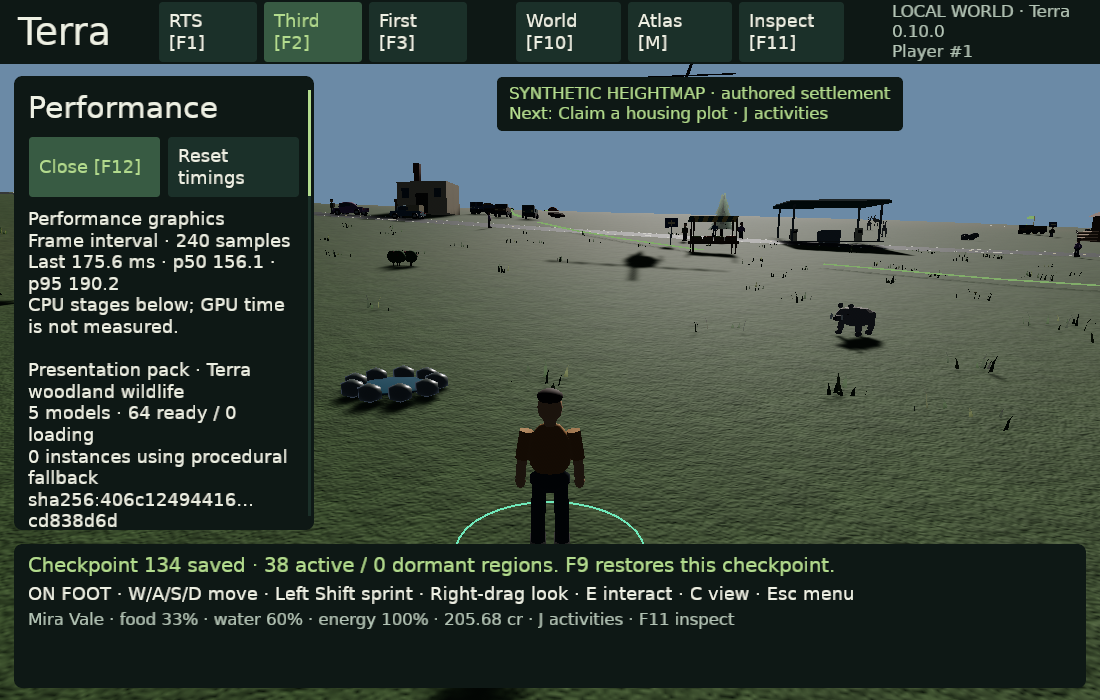 Terra
RTS
[F1]
Third
[F2]
First
[F3]
World
[F10]
Atlas
[M]
Inspect
[F11]
LOCAL WORLD · Terra
0.10.0
Player #1
SYNTHETIC HEIGHTMAP · authored settlement
Next: Claim a housing plot · J activities
Performance
Close [F12]
Reset
timings
Performance graphics
Frame interval · 240 samples
Last 175.6 ms · p50 156.1 ·
p95 190.2
CPU stages below; GPU time
is not measured.
Presentation pack · Terra
woodland wildlife
5 models · 64 ready / 0
loading
0 instances using procedural
fallback
sha256:406c12494416…
cd838d6d
Checkpoint 134 saved · 38 active / 0 dormant regions. F9 restores this checkpoint.
ON FOOT · W/A/S/D move · Left Shift sprint · Right-drag look · E interact · C view · Esc menu
Mira Vale · food 33% · water 60% · energy 100% · 205.68 cr · J activities · F11 inspect